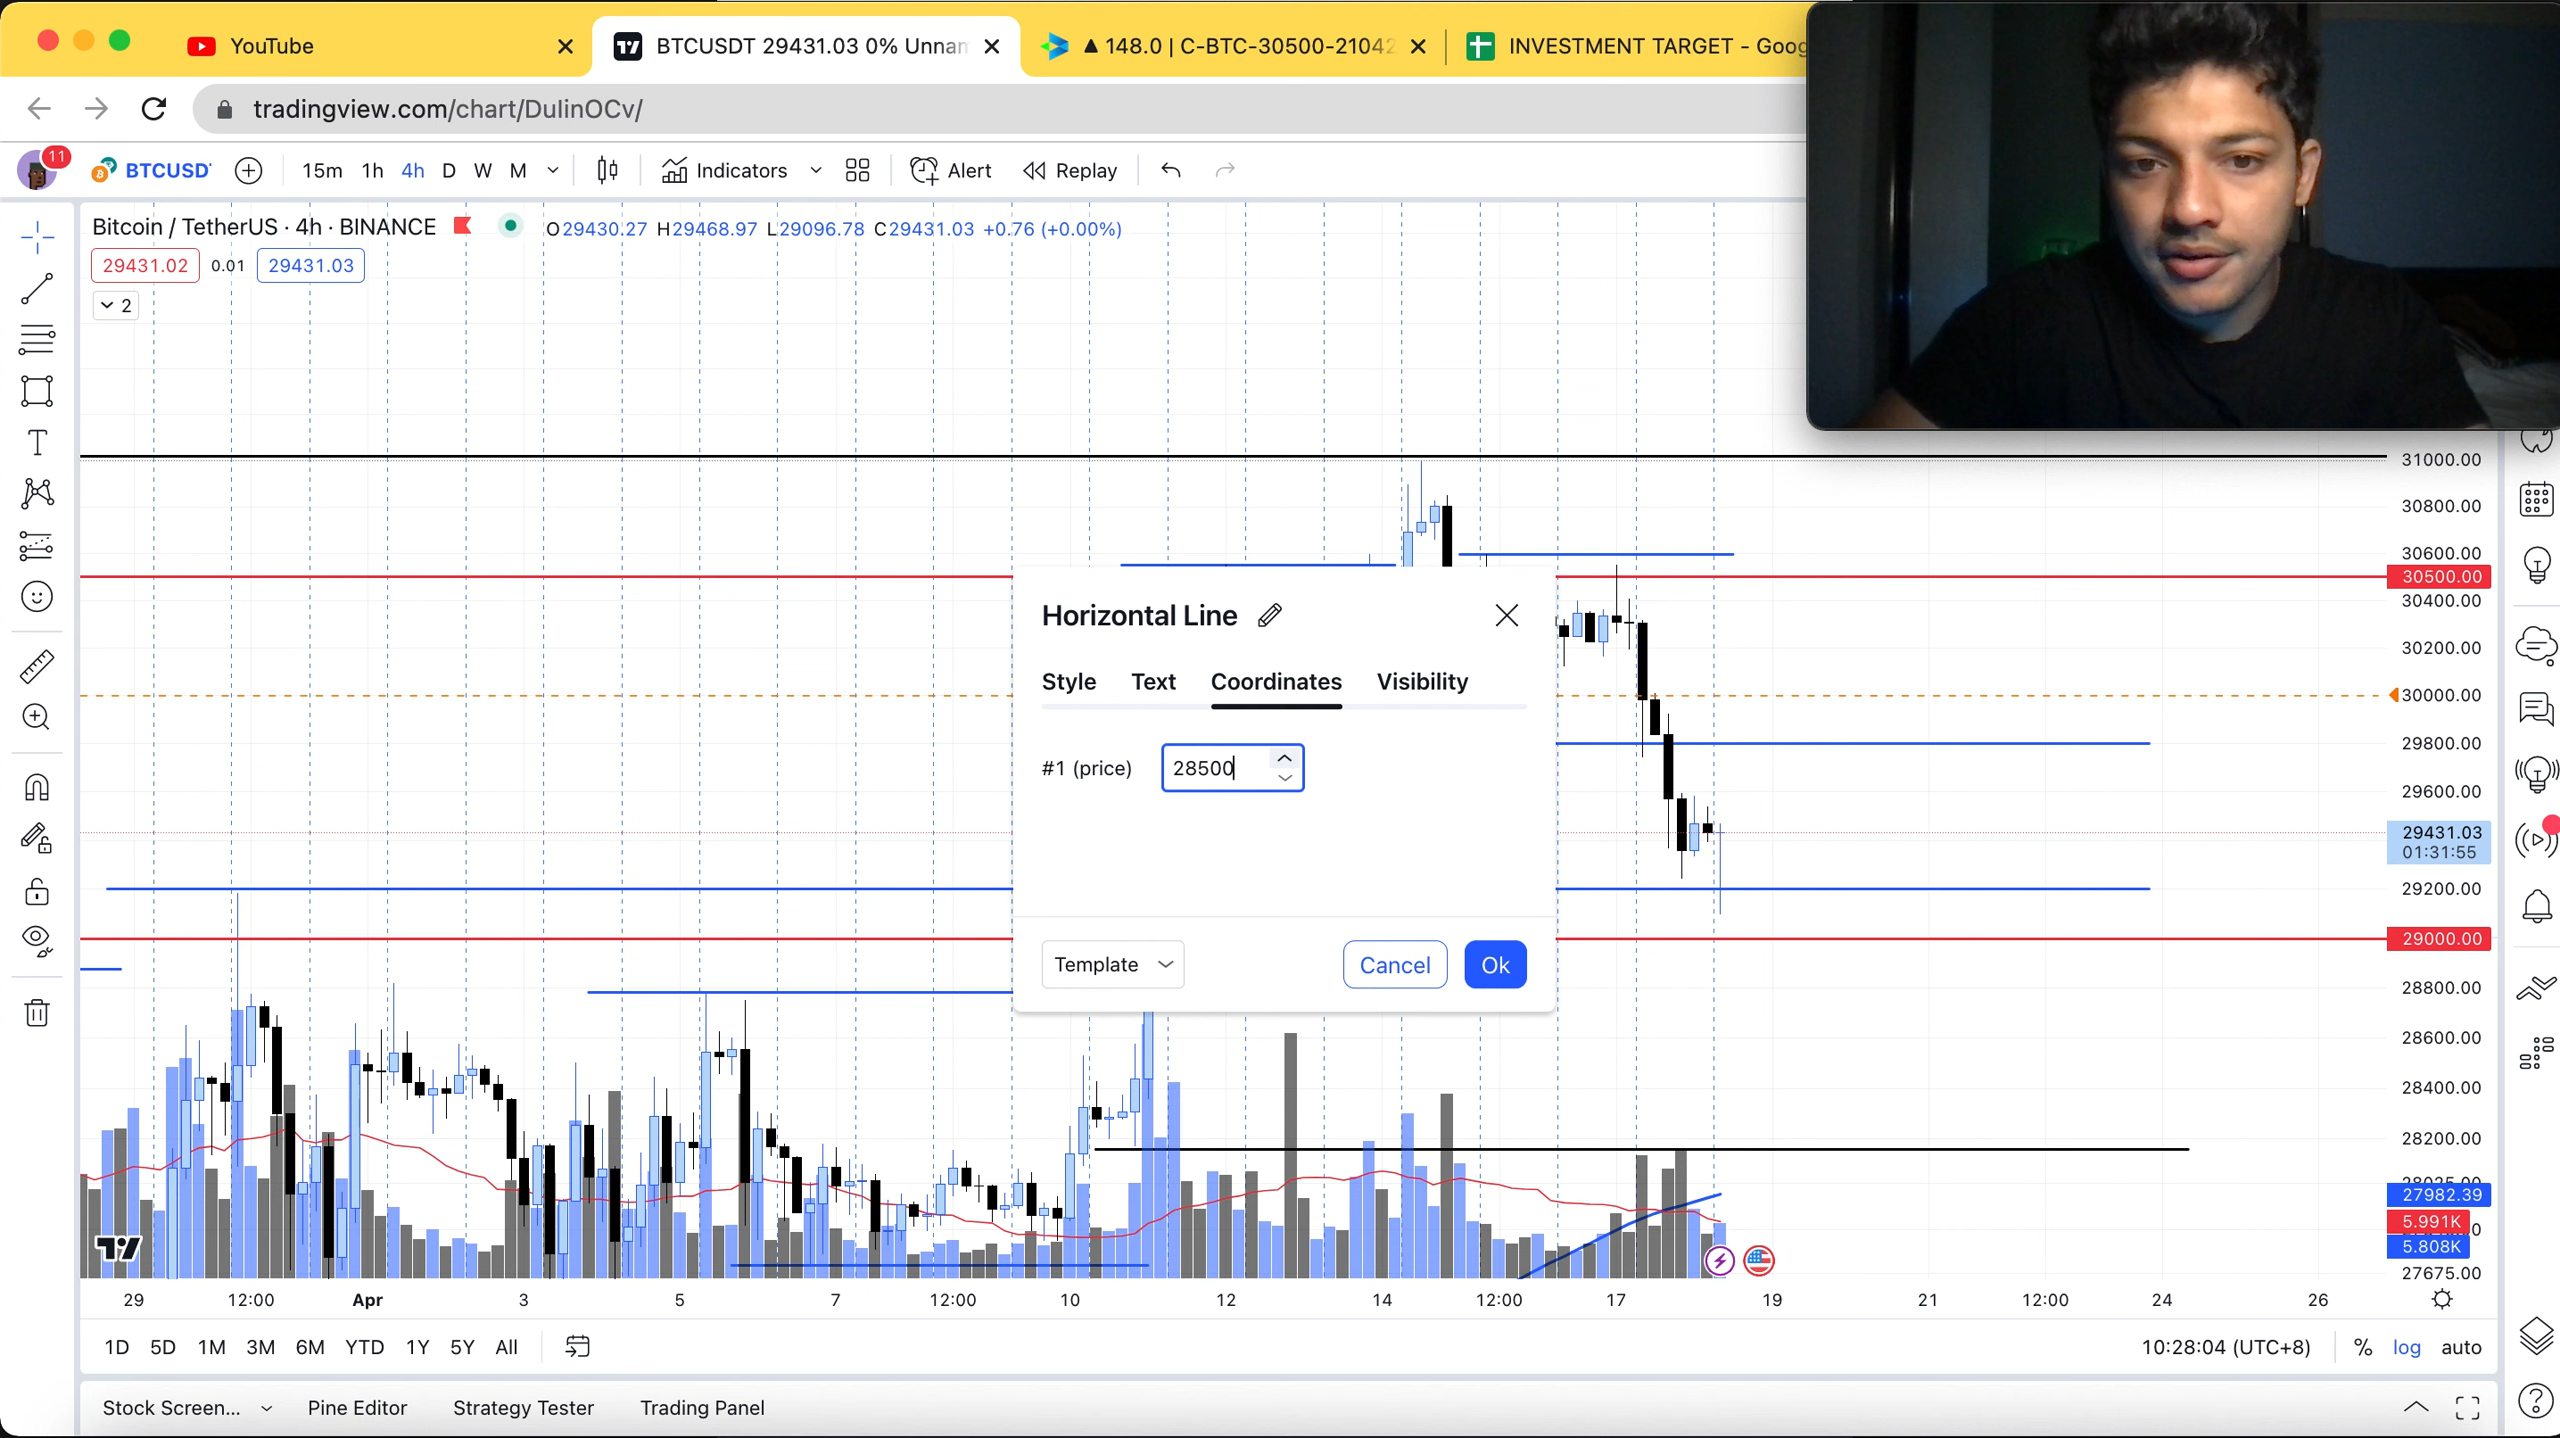 YouTube
BTCUSDT 29431.03 0% Unnam
▲ 148.0 | C-BTC-30500-21042
INVESTMENT TARGET - Goog
tradingview.com/chart/DuIinOCv/
11
BTCUSD
15m 1h 4h D W M
Indicators
Alert
Replay
Bitcoin / TetherUS · 4h · BINANCE
O29430.27 H29468.97 L29096.78 C29431.03 +0.76 (+0.00%)
29431.02 0.01 29431.03
2
31000.00
30800.00
30600.00
30500.00
30400.00
30200.00
30000.00
29800.00
29600.00
29431.03
01:31:55
29200.00
29000.00
28800.00
28600.00
28400.00
28200.00
27982.39
5.991K
5.808K
27675.00
Horizontal Line
Style Text Coordinates Visibility
#1 (price) 28500
Template
Cancel
Ok
29 12:00 Apr 3 5 7 12:00 10 12 14 12:00 17 19 21 12:00 24 26
1D 5D 1M 3M 6M YTD 1Y 5Y All
10:28:04 (UTC+8) % log auto
Stock Screen... Pine Editor Strategy Tester Trading Panel